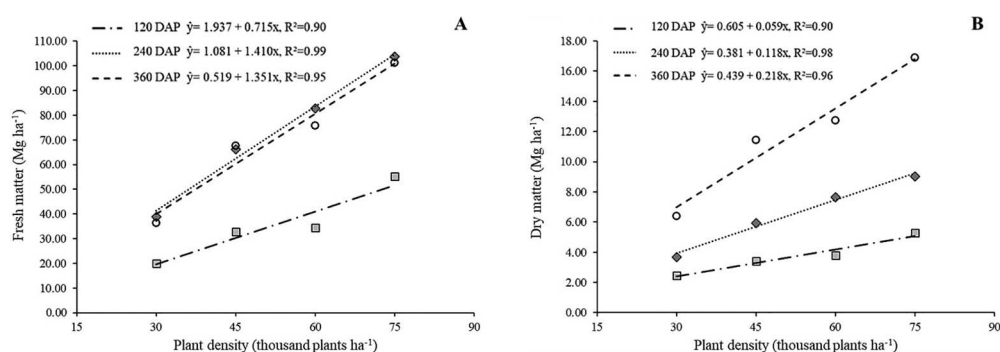 120 DAP ŷ= 1.937 + 0.715x, R²=0.90
240 DAP ŷ= 1.081 + 1.410x, R²=0.99
360 DAP ŷ= 0.519 + 1.351x, R²=0.95
A
110.00
100.00
90.00
80.00
70.00
60.00
50.00
40.00
30.00
20.00
10.00
0.00
Fresh matter (Mg ha⁻¹)
15 30 45 60 75 90
Plant density (thousand plants ha⁻¹)
120 DAP ŷ= 0.605 + 0.059x, R²=0.90
240 DAP ŷ= 0.381 + 0.118x, R²=0.98
360 DAP ŷ= 0.439 + 0.218x, R²=0.96
B
18.00
16.00
14.00
12.00
10.00
8.00
6.00
4.00
2.00
0.00
Dry matter (Mg ha⁻¹)
15 30 45 60 75 90
Plant density (thousand plants ha⁻¹)